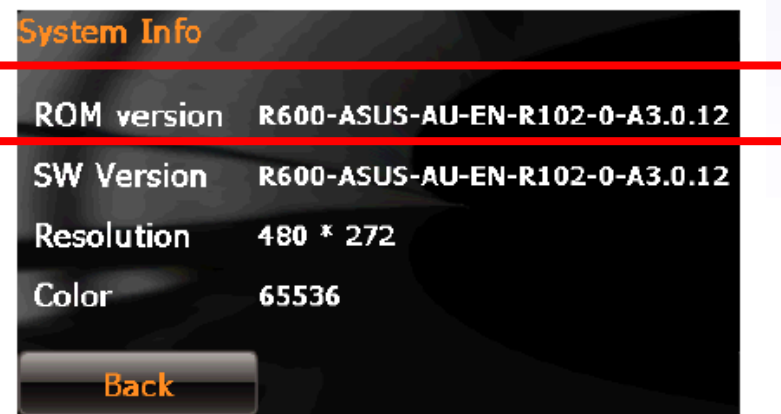 System Info
ROM version R600-ASUS-AU-EN-R102-0-A3.0.12
SW Version R600-ASUS-AU-EN-R102-0-A3.0.12
Resolution 480 * 272
Color 65536
Back